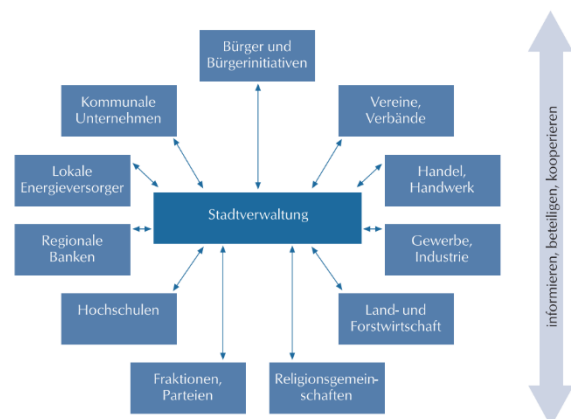 Bürger und
Bürgerinitiativen
Kommunale
Unternehmen
Vereine,
Verbände
Lokale
Energieversorger
Handel,
Handwerk
Stadtverwaltung
Regionale
Banken
Gewerbe,
Industrie
Hochschulen
Land- und
Forstwirtschaft
Fraktionen,
Parteien
Religionsgemein-
schaften
informieren, beteiligen, kooperieren